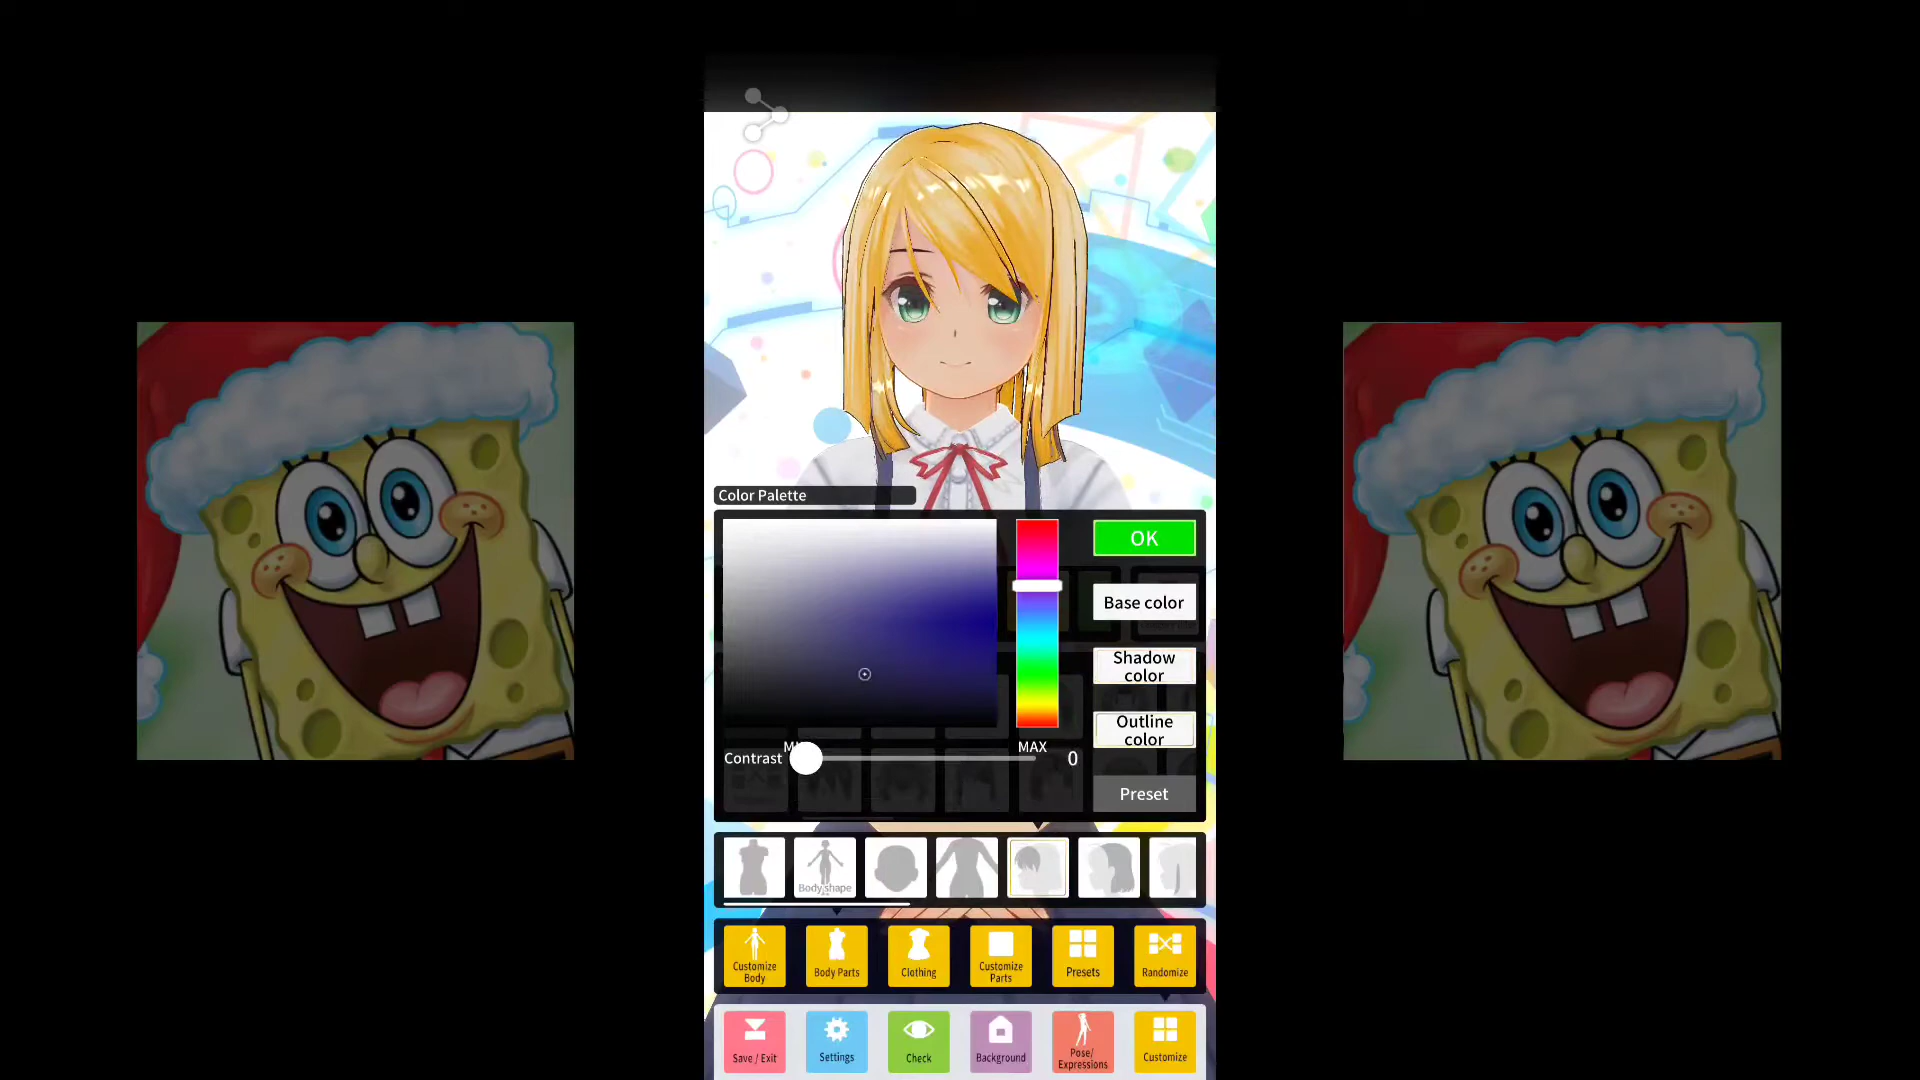 Color Palette
OK
Base color
Shadow
color
Outline
color
MAX
Contrast
0
Preset
Body shape
Customize
Body
Body Parts
Clothing
Customize
Parts
Presets
Randomize
Save / Exit
Settings
Check
Background
Pose/
Expressions
Customize